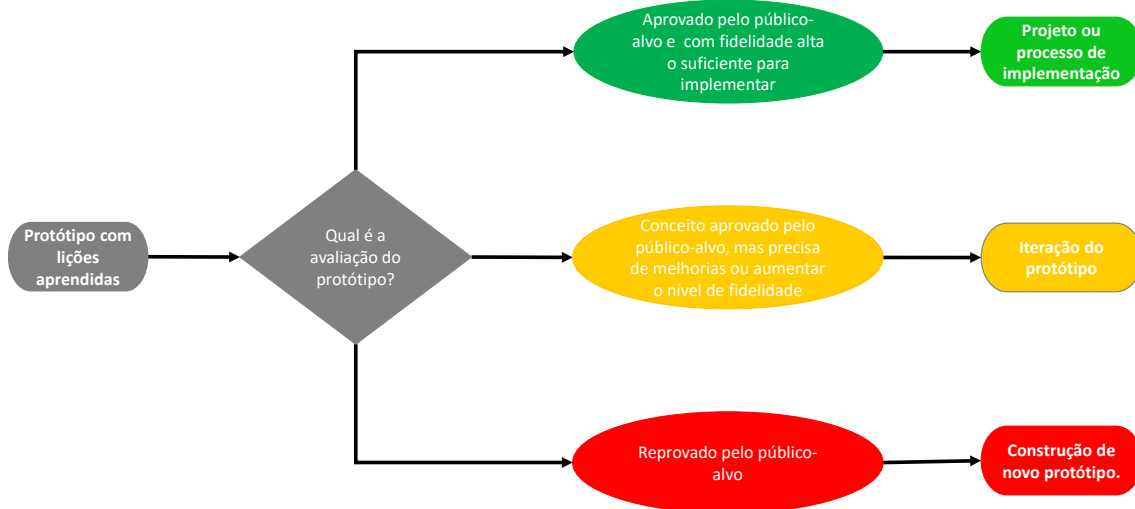 Protótipo com
lições
aprendidas
Qual é a
avaliação do
protótipo?
Aprovado pelo público-
alvo e  com fidelidade alta
o suficiente para
implementar
Projeto ou
processo de
implementação
Conceito aprovado pelo
público-alvo, mas precisa
de melhorias ou aumentar
o nível de fidelidade
Iteração do
protótipo
Reprovado pelo público-
alvo
Construção de
novo protótipo.